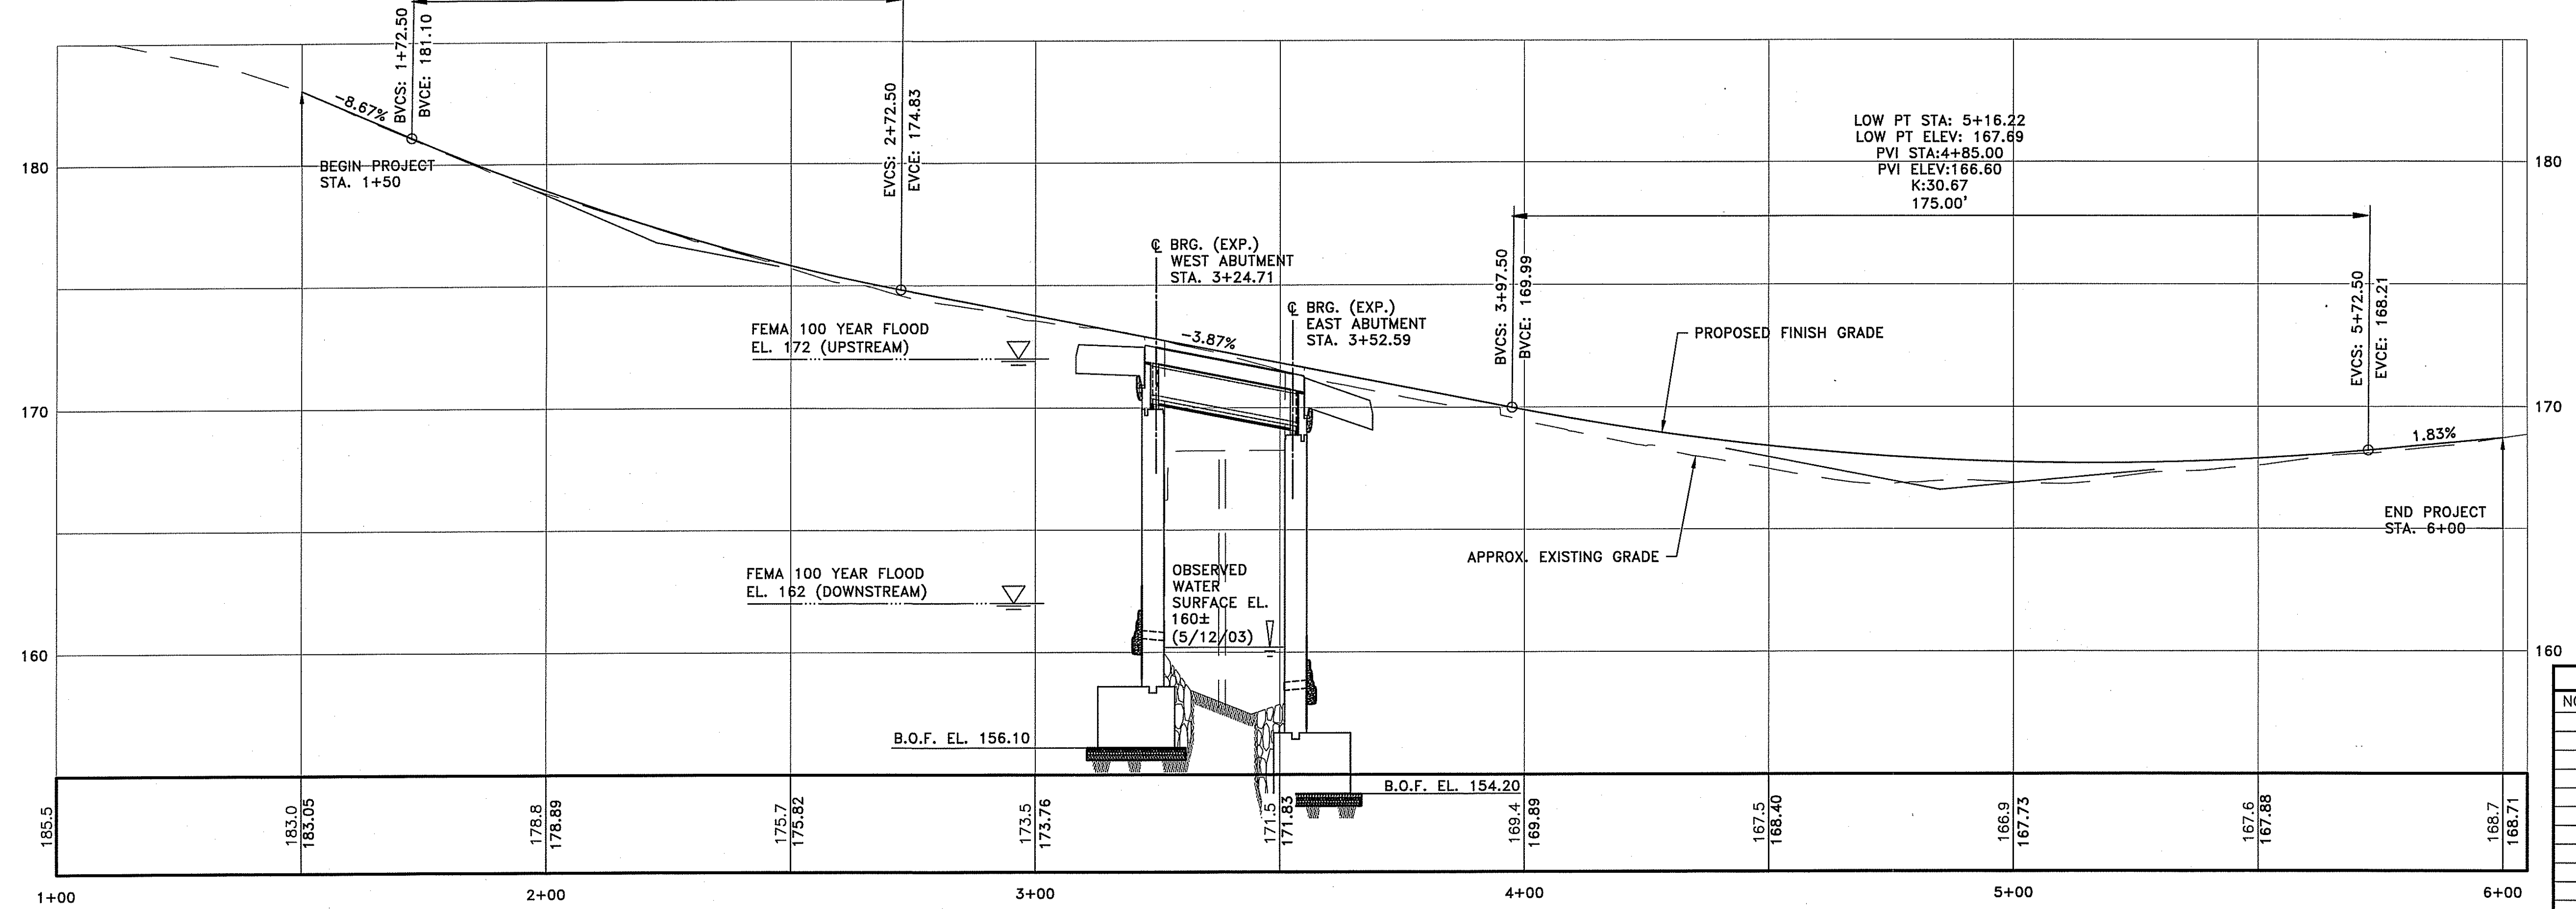 BVCS: 1+72.50
BVCE: 181.10
-8.67%
BEGIN PROJECT
STA. 1+50
EVCS: 2+72.50
EVCE: 174.83
LOW PT STA: 5+16.22
LOW PT ELEV: 167.69
PVI STA:4+85.00
PVI ELEV:166.60
K:30.67
175.00'
℄ BRG. (EXP.)
WEST ABUTMENT
STA. 3+24.71
℄ BRG. (EXP.)
EAST ABUTMENT
STA. 3+52.59
-3.87%
FEMA 100 YEAR FLOOD
EL. 172 (UPSTREAM)
BVCS: 3+97.50
BVCE: 169.99
PROPOSED FINISH GRADE
EVCS: 5+72.50
EVCE: 168.21
1.83%
END PROJECT
STA. 6+00
APPROX. EXISTING GRADE
FEMA 100 YEAR FLOOD
EL. 162 (DOWNSTREAM)
OBSERVED
WATER
SURFACE EL.
160±
(5/12/03)
B.O.F. EL. 156.10
B.O.F. EL. 154.20
180
170
160
180
170
160
NO
185.5
183.0
183.05
178.8
178.89
175.7
175.82
173.5
173.76
171.5
171.83
169.4
169.89
167.5
168.40
166.9
167.73
167.6
167.88
168.7
168.71
1+00
2+00
3+00
4+00
5+00
6+00